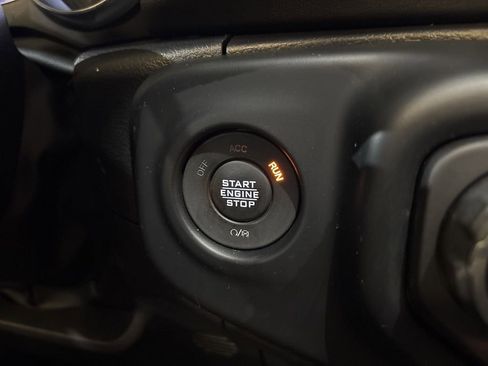 OFF
ACC
RUN
START
ENGINE
STOP